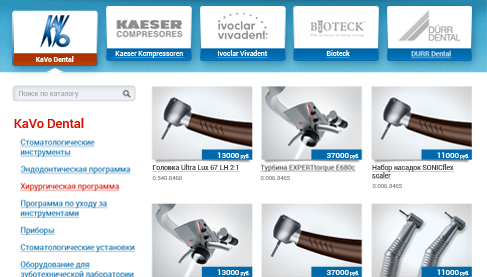 KAVO
KaVo Dental
KAESER
COMPRESORES
Kaeser Kompressoren
ivoclar
vivadent
Ivoclar Vivadent
BIOTECK
Bioteck
DÜRR
DENTAL
DÜRR Dental
Поиск по каталогу
KaVo Dental
Стоматологические
инструменты
Эндодонтическая программа
Хирургическая программа
Программа по уходу за
инструментами
Приборы
Стоматологические установки
Оборудование для
зуботехнической лаборатории
13000 руб.
Головка Ultra Lux 67 LH 2:1
0.540.8460
37000 руб.
Турбина EXPERTtorque E680c
0.006.8465
11000 руб.
Набор насадок SONICflex
scaler
0.006.8465
13000 руб.
37000 руб.
11000 руб.